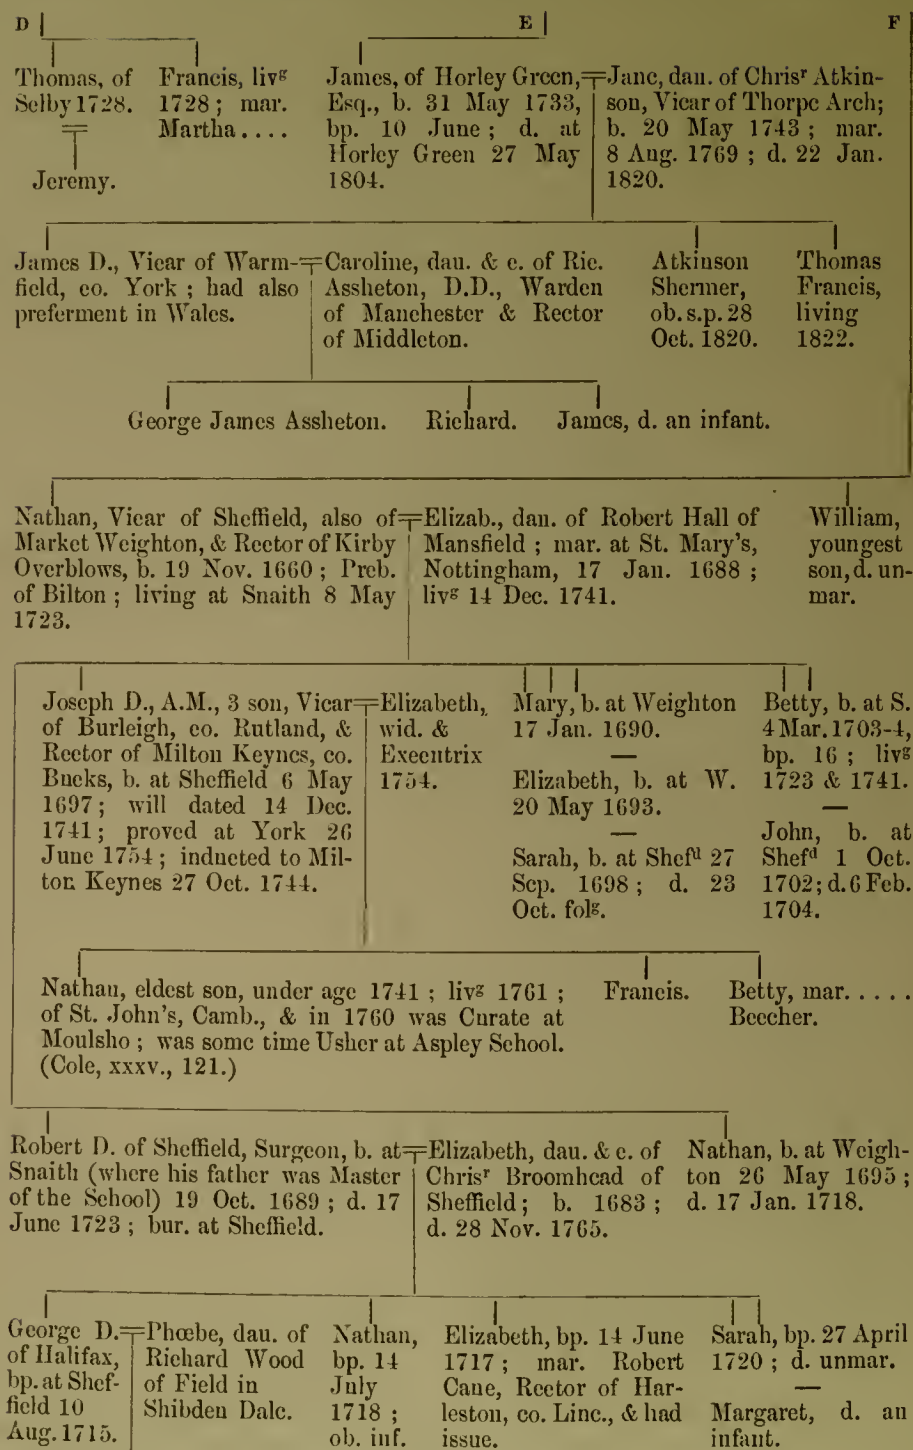 D E F
Thomas, of
Selby 1728.
Jeremy.
Francis, livᵍ
1728 ; mar.
Martha . . . .
James, of Horley Green,
Esq., b. 31 May 1733,
bp. 10 June ; d. at
Horley Green 27 May
1804.
Jane, dau. of Chrisʳ Atkin-
son, Vicar of Thorpe Arch;
b. 20 May 1743 ; mar.
8 Aug. 1769 ; d. 22 Jan.
1820.
James D., Vicar of Warm-
field, co. York ; had also
preferment in Wales.
Caroline, dau. & c. of Ric.
Assheton, D.D., Warden
of Manchester & Rector
of Middleton.
Atkinson
Shermer,
ob. s.p. 28
Oct. 1820.
Thomas
Francis,
living
1822.
George James Assheton.
Richard.
James, d. an infant.
Nathan, Vicar of Sheffield, also of
Market Weighton, & Rector of Kirby
Overblows, b. 19 Nov. 1660 ; Preb.
of Bilton ; living at Snaith 8 May
1723.
Elizab., dau. of Robert Hall of
Mansfield ; mar. at St. Mary's,
Nottingham, 17 Jan. 1688 ;
livᵍ 14 Dec. 1741.
William,
youngest
son, d. un-
mar.
Joseph D., A.M., 3 son, Vicar
of Burleigh, co. Rutland, &
Rector of Milton Keynes, co.
Bucks, b. at Sheffield 6 May
1697 ; will dated 14 Dec.
1741 ; proved at York 26
June 1754 ; inducted to Mil-
ton Keynes 27 Oct. 1744.
Elizabeth,
wid. &
Executrix
1754.
Mary, b. at Weighton
17 Jan. 1690.
—
Elizabeth, b. at W.
20 May 1693.
—
Sarah, b. at Shefᵈ 27
Sep. 1698 ; d. 23
Oct. folᵍ.
Betty, b. at S.
4 Mar. 1703-4,
bp. 16 ; livᵍ
1723 & 1741.
—
John, b. at
Shefᵈ 1 Oct.
1702; d. 6 Feb.
1704.
Nathan, eldest son, under age 1741 ; livᵍ 1761 ;
of St. John's, Camb., & in 1760 was Curate at
Moulsho ; was some time Usher at Aspley School.
(Cole, xxxv., 121.)
Francis.
Betty, mar. . . . .
Beecher.
Robert D. of Sheffield, Surgeon, b. at
Snaith (where his father was Master
of the School) 19 Oct. 1689 ; d. 17
June 1723 ; bur. at Sheffield.
Elizabeth, dau. & c. of
Chrisʳ Broomhead of
Sheffield ; b. 1683 ;
d. 28 Nov. 1765.
Nathan, b. at Weigh-
ton 26 May 1695 ;
d. 17 Jan. 1718.
George D.
of Halifax,
bp. at Shef-
field 10
Aug. 1715.
Phœbe, dau. of
Richard Wood
of Field in
Shibden Dale.
Nathan,
bp. 14
July
1718 ;
ob. inf.
Elizabeth, bp. 14 June
1717 ; mar. Robert
Cane, Rector of Har-
leston, co. Linc., & had
issue.
Sarah, bp. 27 April
1720 ; d. unmar.
—
Margaret, d. an
infant.